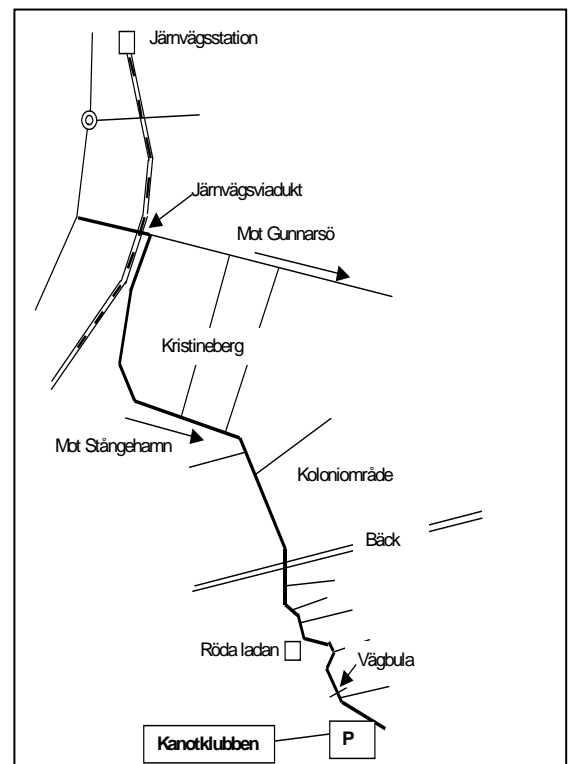 Järnvägsstation
Järnvägsviadukt
Mot Gunnarsö
Kristineberg
Mot Stångehamn
Koloniområde
Bäck
Röda ladan
Vägbula
Kanotklubben
P